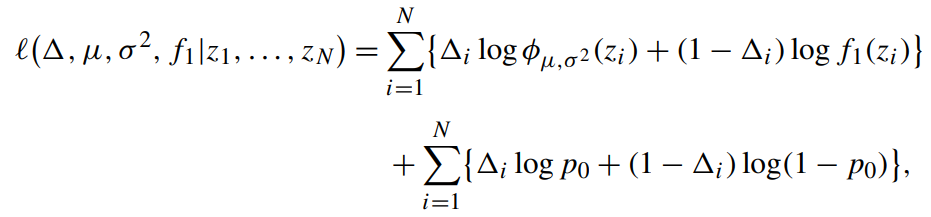 ℓ(Δ, μ, σ², f₁|z₁, . . . , z_N) = ∑_{i=1}^{N} {Δᵢ log ϕ_{μ,σ²}(zᵢ) + (1 − Δᵢ) log f₁(zᵢ)}
+ ∑_{i=1}^{N} {Δᵢ log p₀ + (1 − Δᵢ) log(1 − p₀)},